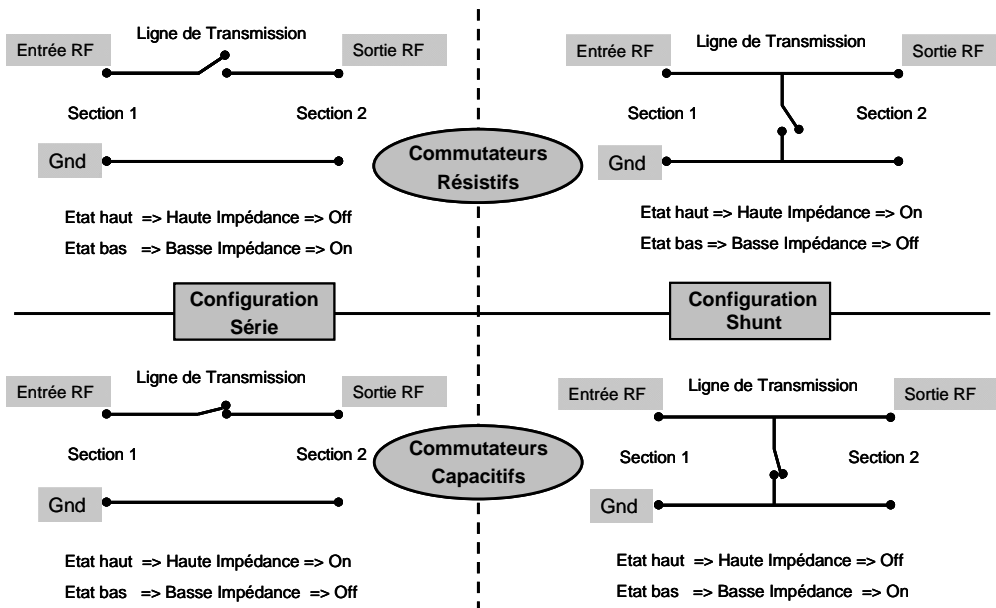 Ligne de Transmission
Entrée RF
Sortie RF
Section 1
Section 2
Gnd
Etat haut => Haute Impédance => Off
Etat bas => Basse Impédance => On
Ligne de Transmission
Entrée RF
Sortie RF
Section 1
Section 2
Gnd
Etat haut => Haute Impédance => On
Etat bas => Basse Impédance => Off
Commutateurs
Résistifs
Configuration
Série
Configuration
Shunt
Ligne de Transmission
Entrée RF
Sortie RF
Section 1
Section 2
Gnd
Etat haut => Haute Impédance => On
Etat bas => Basse Impédance => Off
Commutateurs
Capacitifs
Ligne de Transmission
Entrée RF
Sortie RF
Section 1
Section 2
Gnd
Etat haut => Haute Impédance => Off
Etat bas => Basse Impédance => On